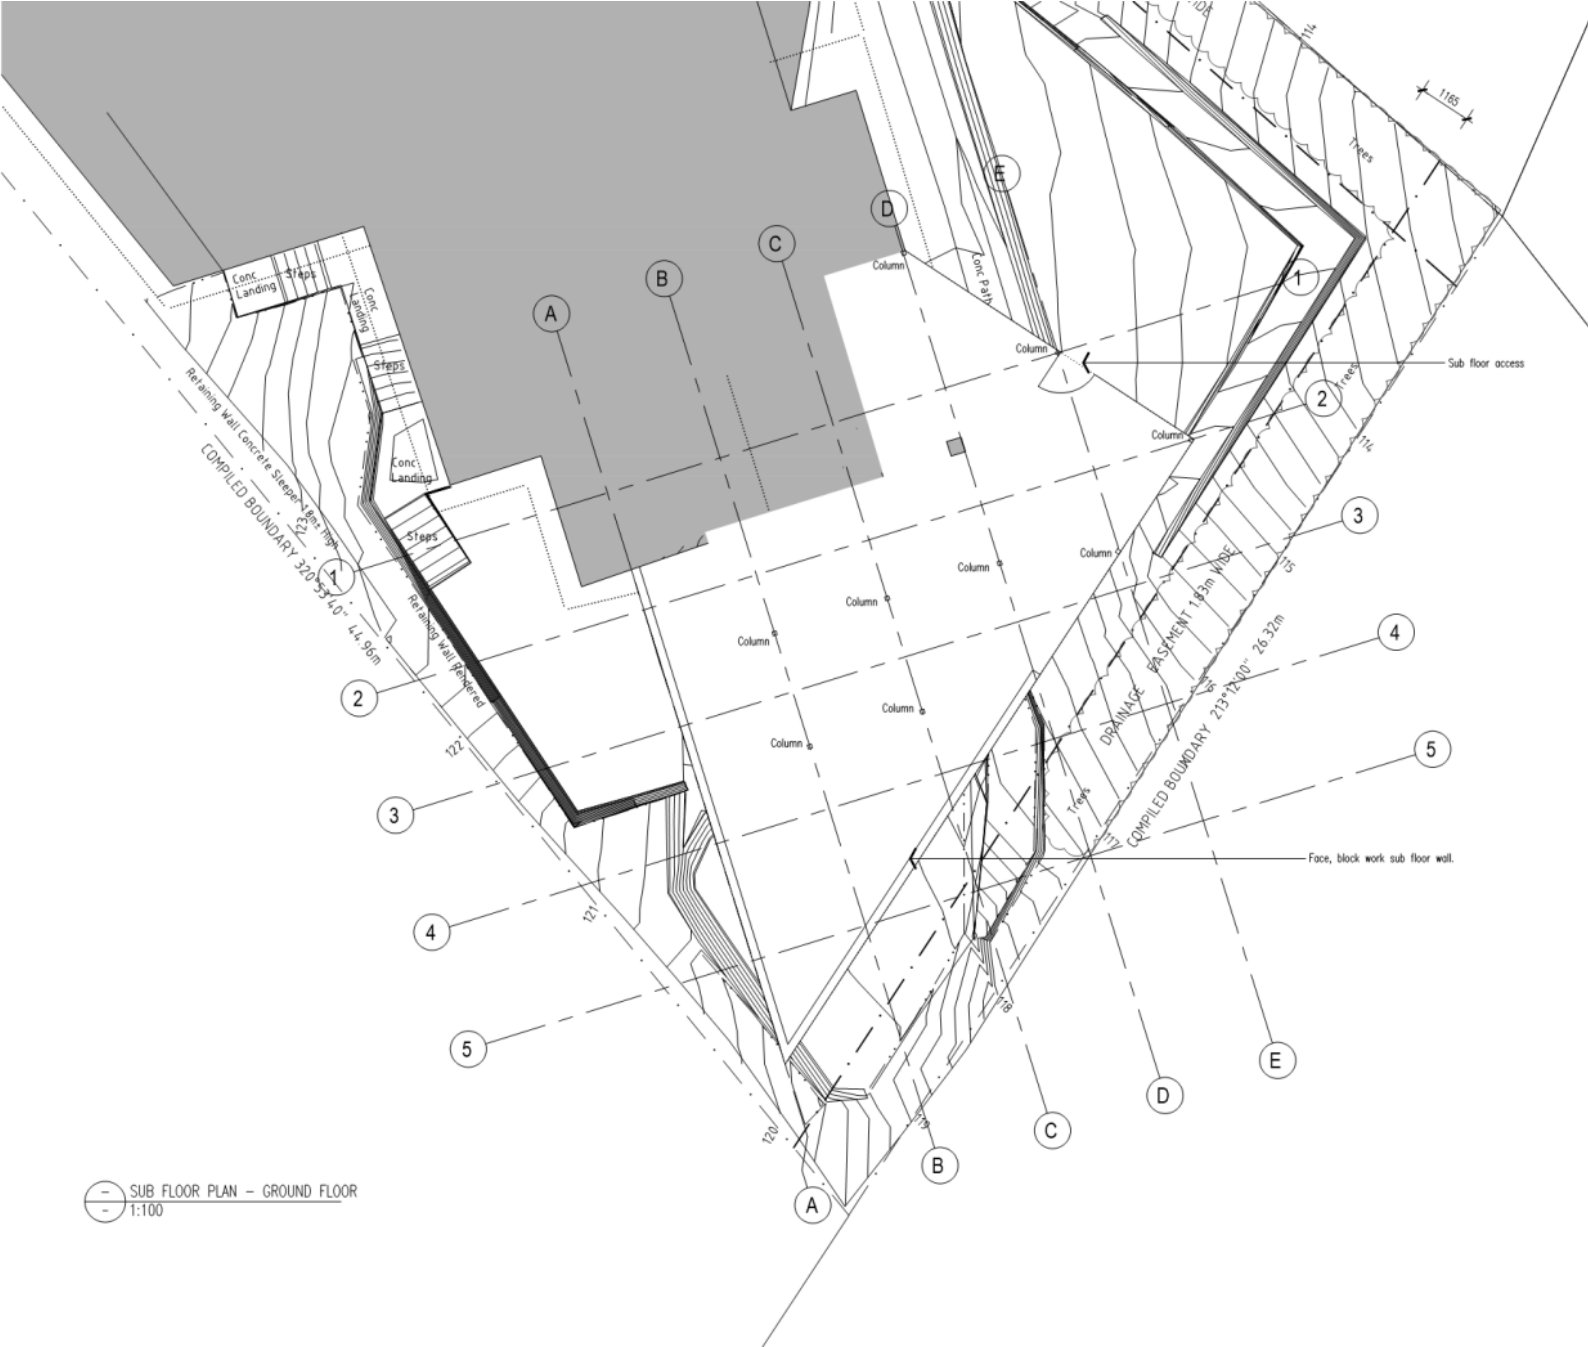 IDE
114
1165
Trees
E
D
C
B
A
Column
Conc Path
Conc
Landing
Steps
Conc
Landing
Steps
1
Column
Sub floor access
Trees
2
Column
114
Conc
Landing
Retaining Wall Concrete Sleeper 1.8m± High
COMPILED BOUNDARY 320°53'40" 44.96m
123
Steps
3
Column
Column
115
1
Column
Retaining Wall Rendered
DRAINAGE EASEMENT 1.83m WIDE
Column
4
2
116
Column
COMPILED BOUNDARY 213°12'00" 26.32m
122
Column
5
3
Trees
117
Face, block work sub floor wall.
121
4
118
5
E
D
119
C
120
B
A
-
-
SUB FLOOR PLAN - GROUND FLOOR
1:100